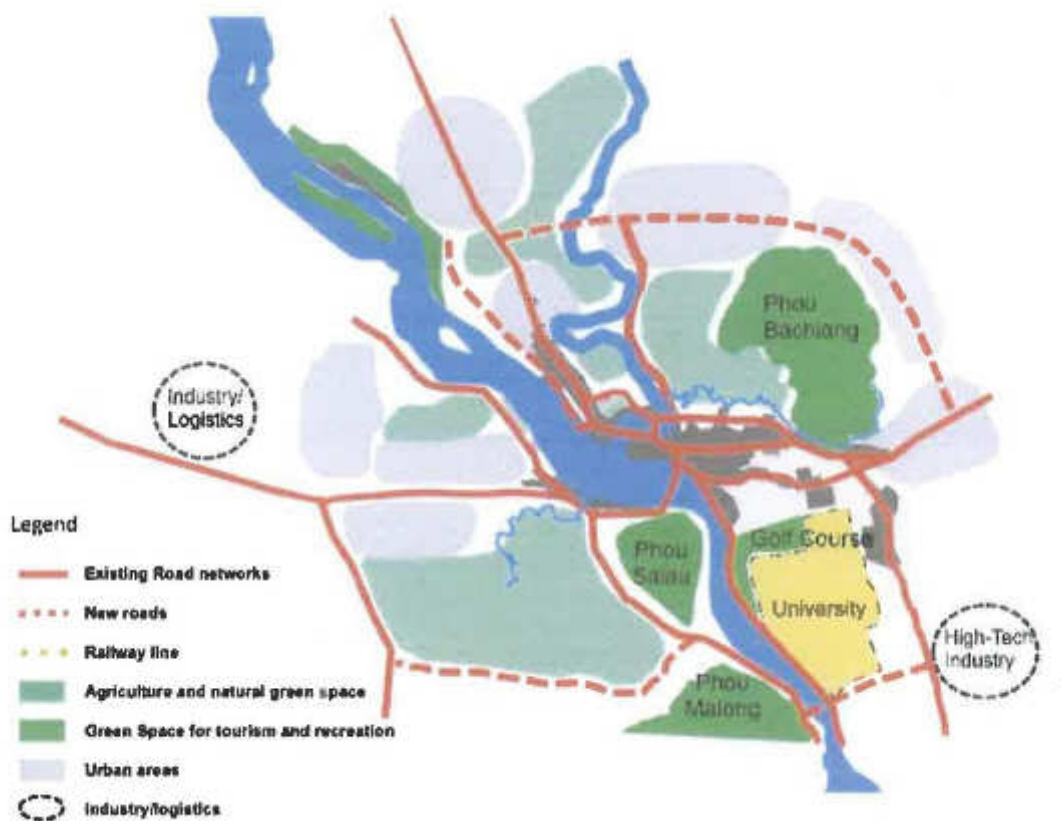 Phou
Bachiang
Industry/
Logistics
Legend
Golf Course
Phou
Salau
Existing Road networks
University
New roads
High-Tech
Industry
Railway line
Phou
Malong
Agriculture and natural green space
Green Space for tourism and recreation
Urban areas
Industry/logistics